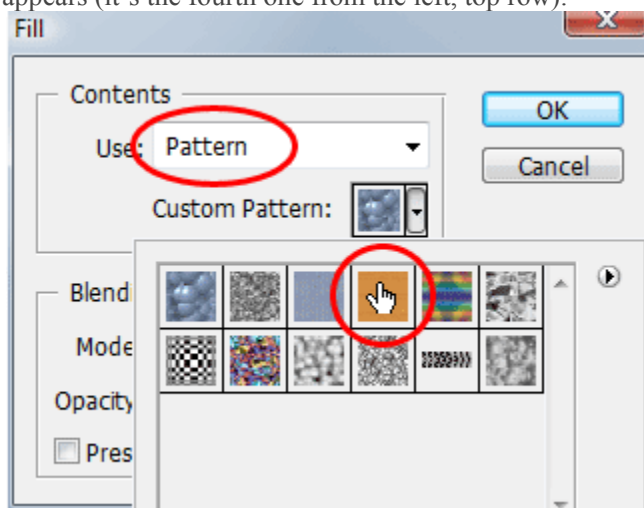 appears (it's the fourth one from the left, top row).
Fill
Contents
Use: Pattern
OK
Custom Pattern:
Cancel
Blend
Mode
Opacity
Pres